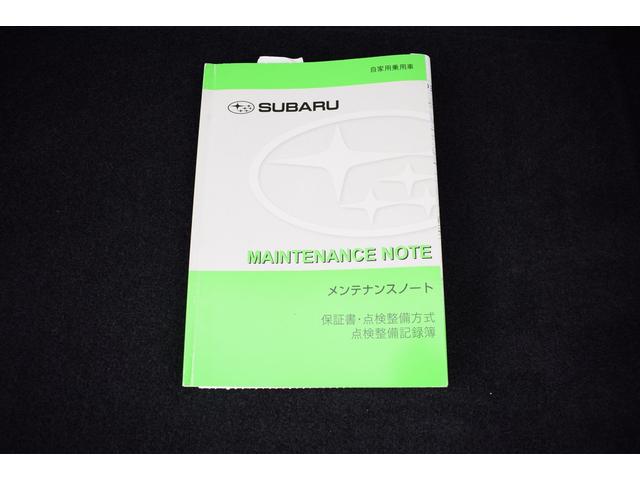 自家用乗用車
SUBARU
MAINTENANCE NOTE
メンテナンスノート
保証書・点検整備方式
点検整備記録簿